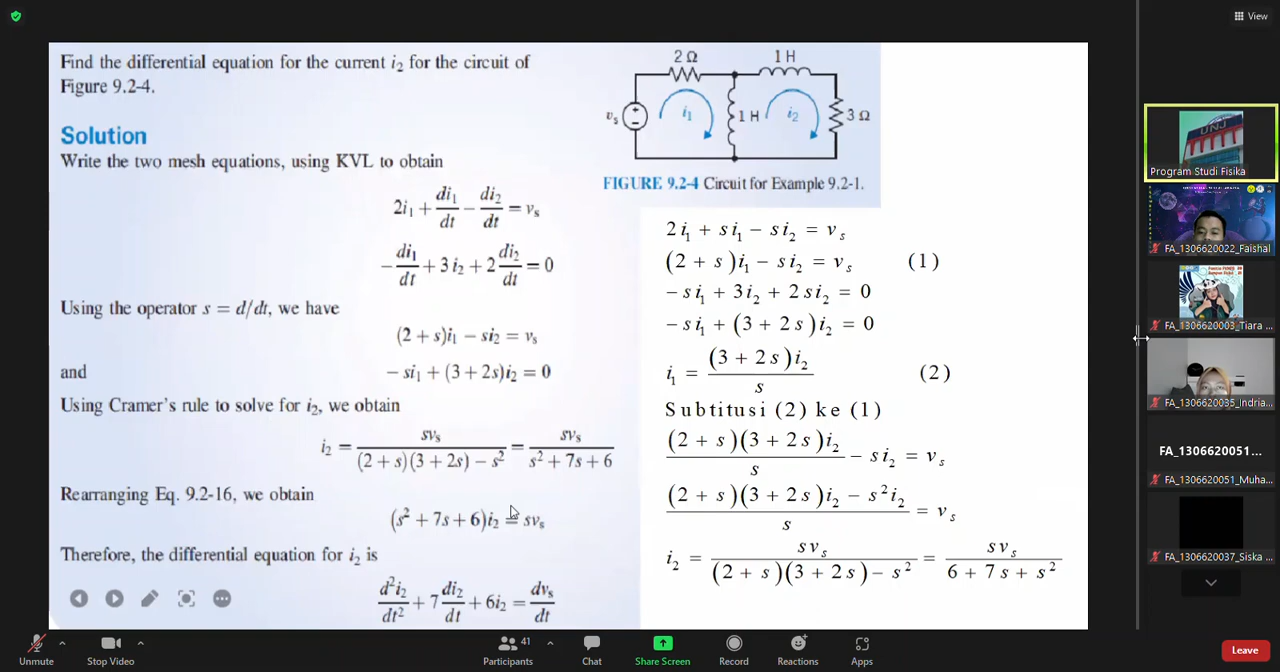 View
Find the differential equation for the current i₂ for the circuit of
Figure 9.2-4.
Solution
Write the two mesh equations, using KVL to obtain
2i₁ + di₁/dt − di₂/dt = vₛ
−di₁/dt + 3i₂ + 2 di₂/dt = 0
Using the operator s = d/dt, we have
(2 + s)i₁ − si₂ = vₛ
and
− si₁ + (3 + 2s)i₂ = 0
Using Cramer's rule to solve for i₂, we obtain
i₂ = svₛ/((2 + s)(3 + 2s) − s²) = svₛ/(s² + 7s + 6)
Rearranging Eq. 9.2-16, we obtain
(s² + 7s + 6)i₂ = svₛ
Therefore, the differential equation for i₂ is
d²i₂/dt² + 7 di₂/dt + 6i₂ = dvₛ/dt
2 Ω
1 H
vₛ
i₁
1 H
i₂
3 Ω
FIGURE 9.2-4 Circuit for Example 9.2-1.
2i₁ + si₁ − si₂ = vₛ
(2 + s)i₁ − si₂ = vₛ (1)
−si₁ + 3i₂ + 2si₂ = 0
−si₁ + (3 + 2s)i₂ = 0
i₁ = (3 + 2s)i₂/s (2)
Subtitusi (2) ke (1)
(2 + s)(3 + 2s)i₂/s − si₂ = vₛ
((2 + s)(3 + 2s)i₂ − s²i₂)/s = vₛ
i₂ = svₛ/((2 + s)(3 + 2s) − s²) = svₛ/(6 + 7s + s²)
UNJ
Program Studi Fisika
FA_1306620022_Faishal
FA_1306620003_Tiara ...
FA_1306620035_Indria...
FA_1306620051...
FA_1306620051_Muha...
FA_1306620037_Siska ...
Unmute
Stop Video
41
Participants
Chat
Share Screen
Record
Reactions
Apps
Leave